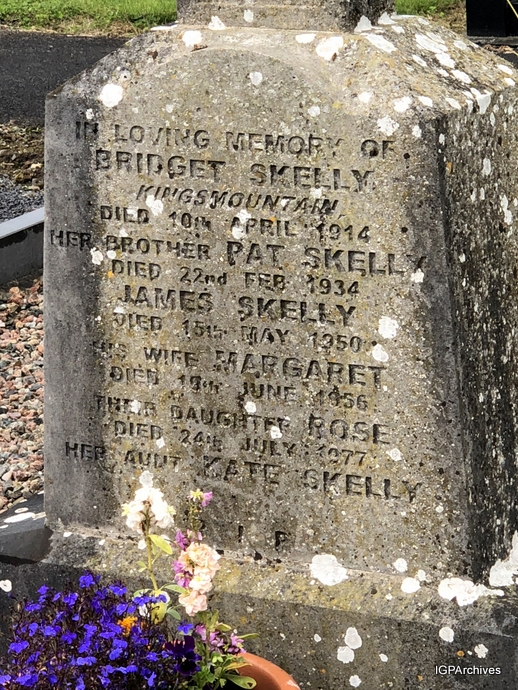 IN LOVING MEMORY OF
BRIDGET SKELLY
KINGSMOUNTAIN
DIED 10th APRIL 1914
HER BROTHER PAT SKELLY
DIED 22nd FEB 1934
JAMES SKELLY
DIED 15th MAY 1950
HIS WIFE MARGARET
DIED 19th JUNE 1956
THEIR DAUGHTER ROSE
DIED 24th JULY 1977
HER AUNT KATE SKELLY
R I P
IGPArchives